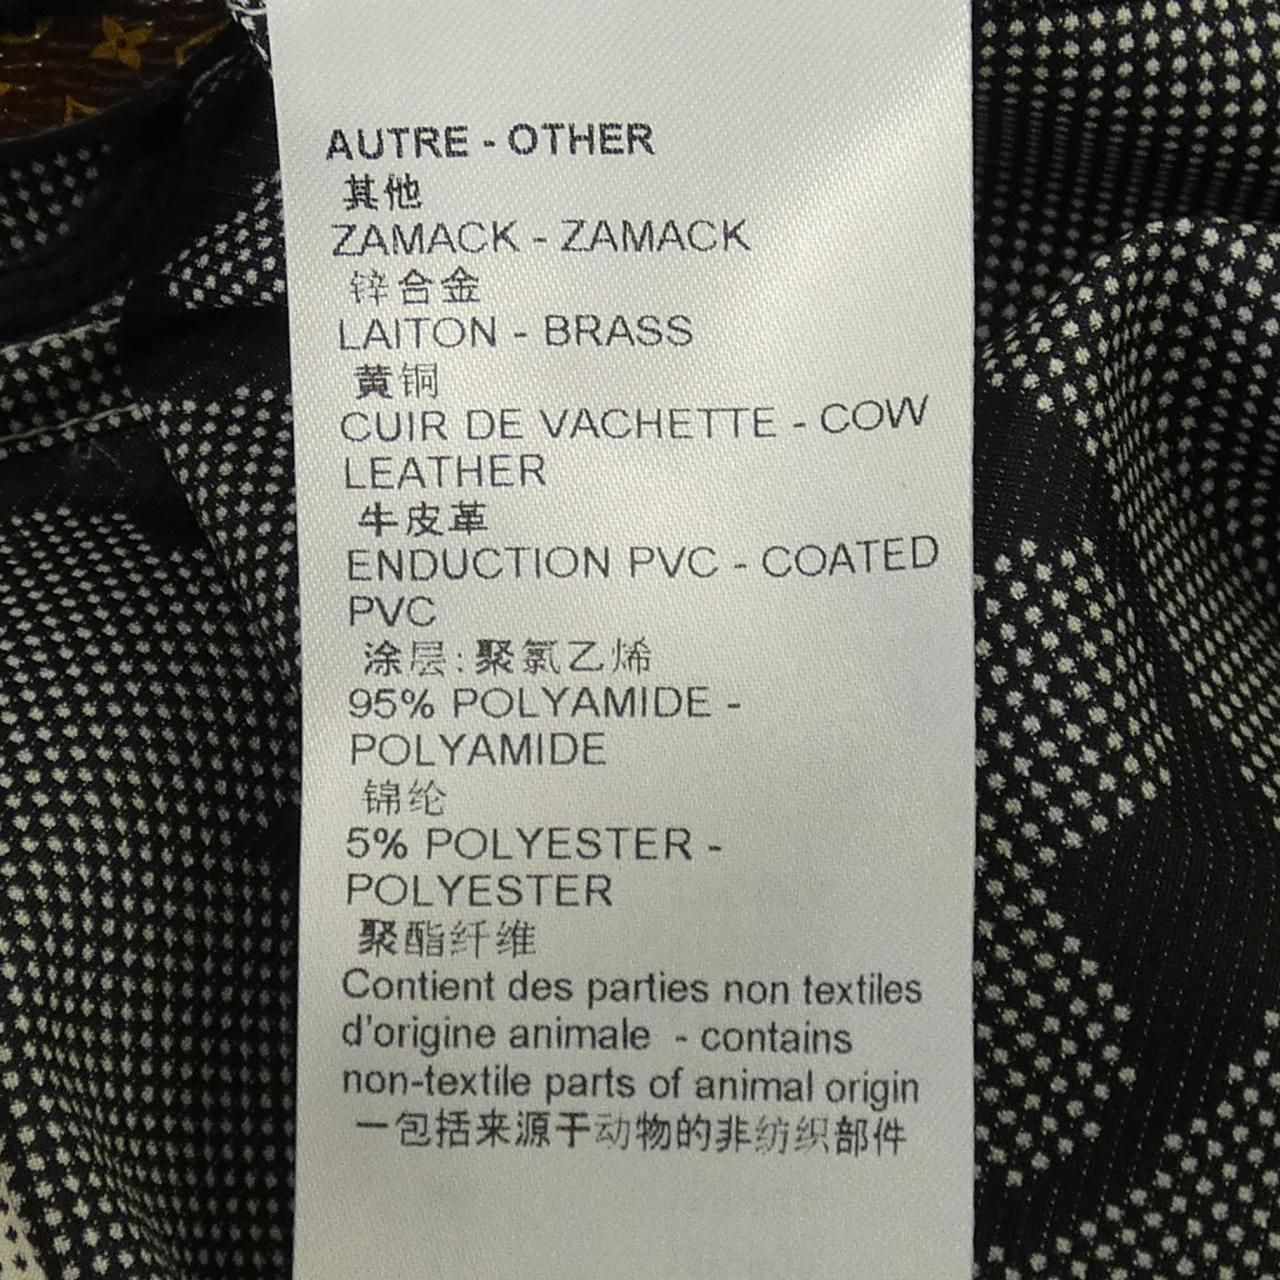 AUTRE - OTHER
其他
ZAMACK - ZAMACK
锌合金
LAITON - BRASS
黄铜
CUIR DE VACHETTE - COW
LEATHER
牛皮革
ENDUCTION PVC - COATED
PVC
涂层:聚氯乙烯
95% POLYAMIDE -
POLYAMIDE
锦纶
5% POLYESTER -
POLYESTER
聚酯纤维
Contient des parties non textiles
d'origine animale - contains
non-textile parts of animal origin
一包括来源于动物的非纺织部件